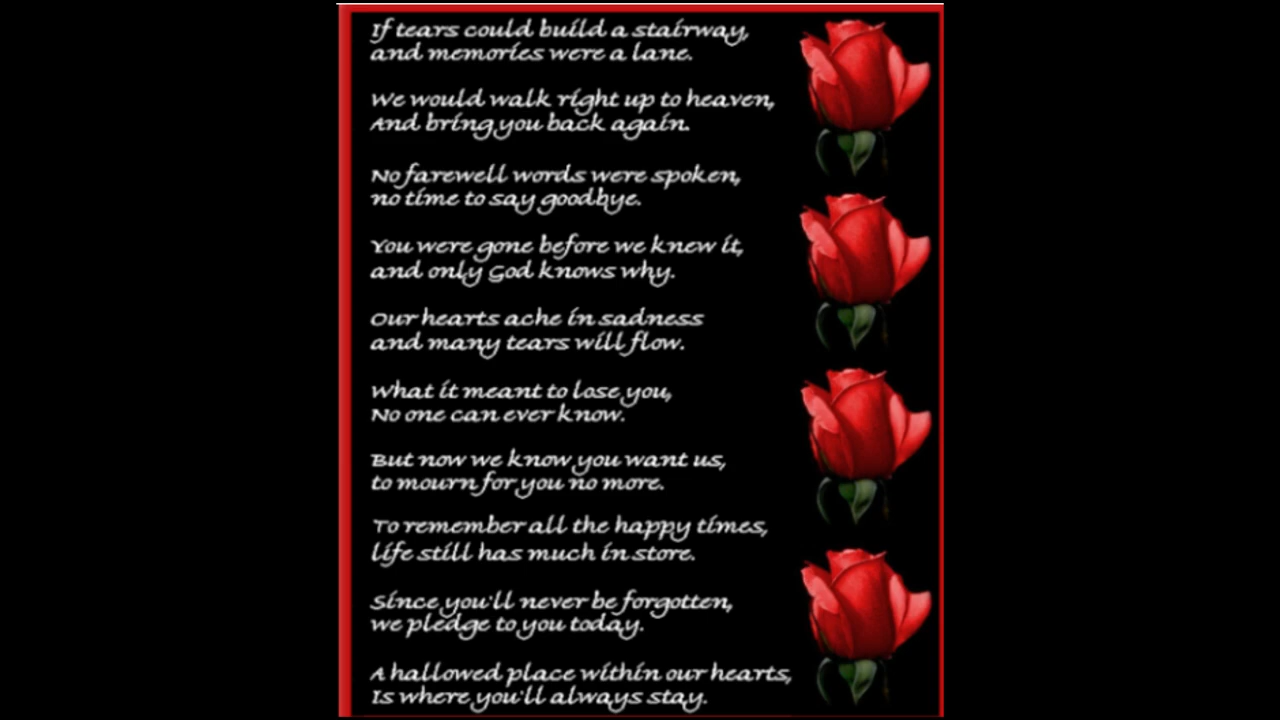 If tears could build a stairway,
and memories were a lane.
We would walk right up to heaven,
And bring you back again.
No farewell words were spoken,
no time to say goodbye.
You were gone before we knew it,
and only God knows why.
Our hearts ache in sadness
and many tears will flow.
What it meant to lose you,
No one can ever know.
But now we know you want us,
to mourn for you no more.
To remember all the happy times,
life still has much in store.
Since you'll never be forgotten,
we pledge to you today.
A hallowed place within our hearts,
Is where you'll always stay.